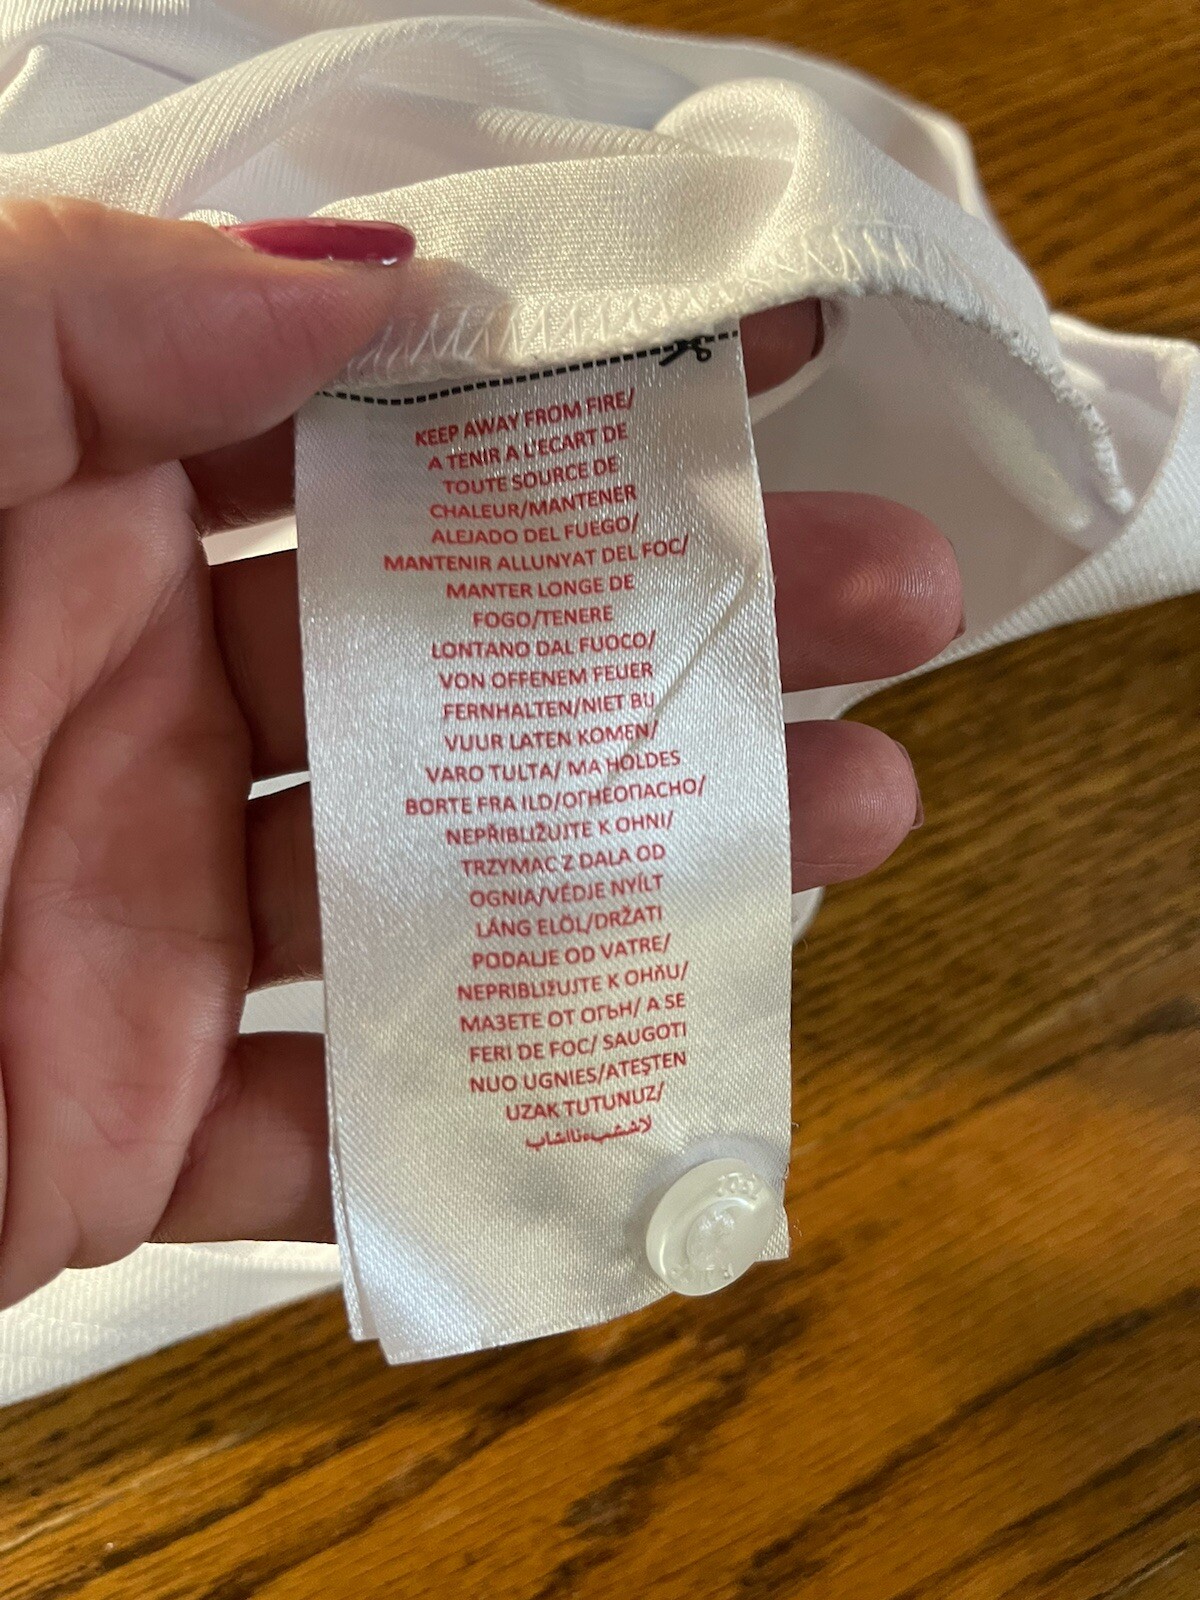 KEEP AWAY FROM FIRE/
A TENIR A L'ECART DE
TOUTE SOURCE DE
CHALEUR/MANTENER
ALEJADO DEL FUEGO/
MANTENIR ALLUNYAT DEL FOC/
MANTER LONGE DE
FOGO/TENERE
LONTANO DAL FUOCO/
VON OFFENEM FEUER
FERNHALTEN/NIET BIJ
VUUR LATEN KOMEN/
VARO TULTA/ MA HOLDES
BORTE FRA ILD/ОГНЕОПАСНО/
NEPŘIBLIŽUJTE K OHNI/
TRZYMAC Z DALA OD
OGNIA/VÉDJE NYÍLT
LÁNG ELÖL/DRŽATI
PODALJE OD VATRE/
NEPRIBLIŽUJTE K OHŇU/
МАЗЕТЕ ОТ ОГЬН/ A SE
FERI DE FOC/ SAUGOTI
NUO UGNIES/ATEŞTEN
UZAK TUTUNUZ/